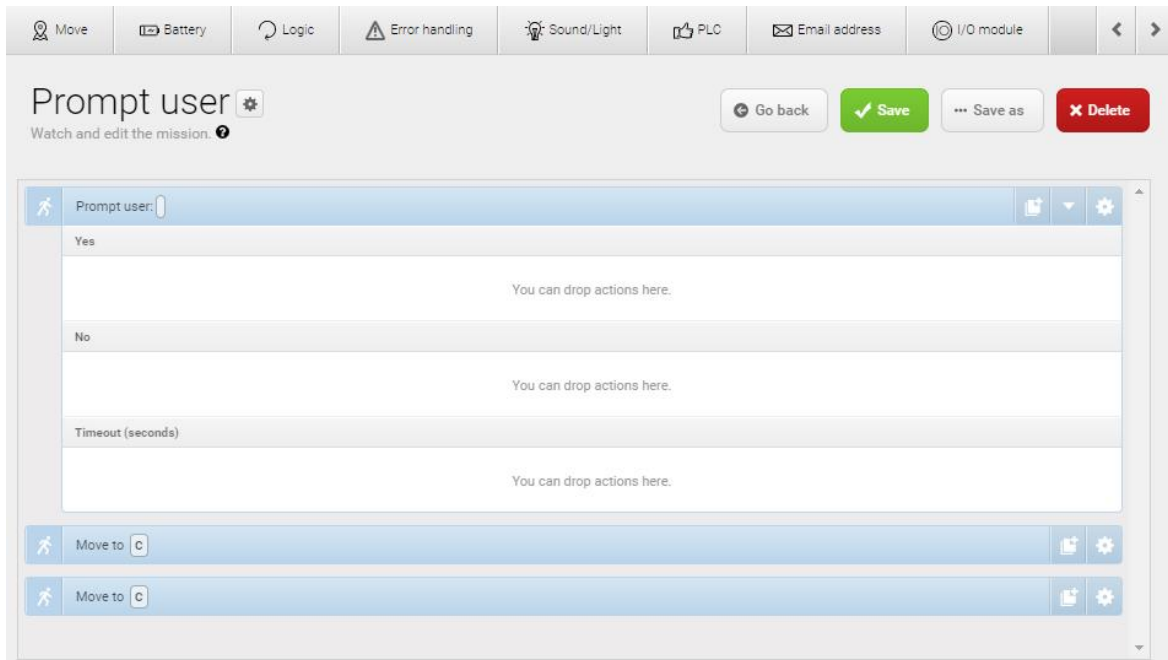 Move Battery Logic Error handling Sound/Light PLC Email address I/O module
Prompt user
Go back Save Save as Delete
Watch and edit the mission.
Prompt user:
Yes
You can drop actions here.
No
You can drop actions here.
Timeout (seconds)
You can drop actions here.
Move to C
Move to C